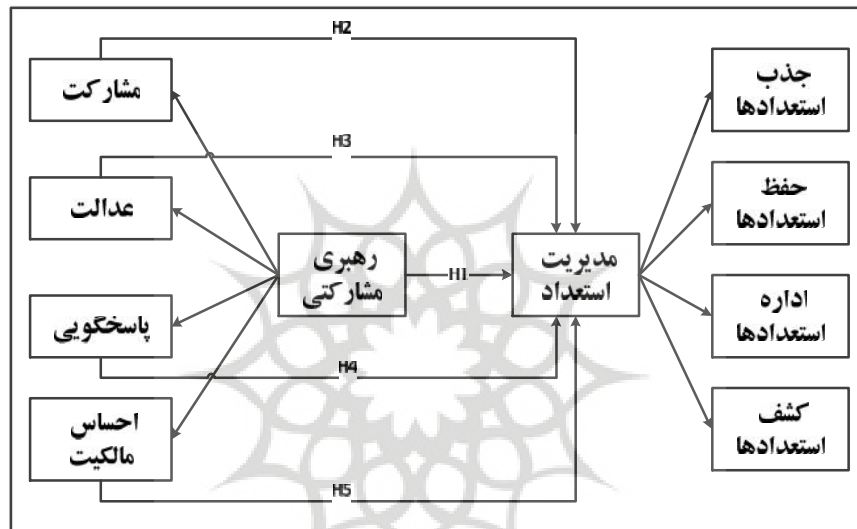 H2
مشارکت
جذب
استعدادها
H3
عدالت
حفظ
استعدادها
رهبری
مشارکتی
H1
مدیریت
استعداد
پاسخگویی
اداره
استعدادها
H4
احساس
مالکیت
کشف
استعدادها
H5